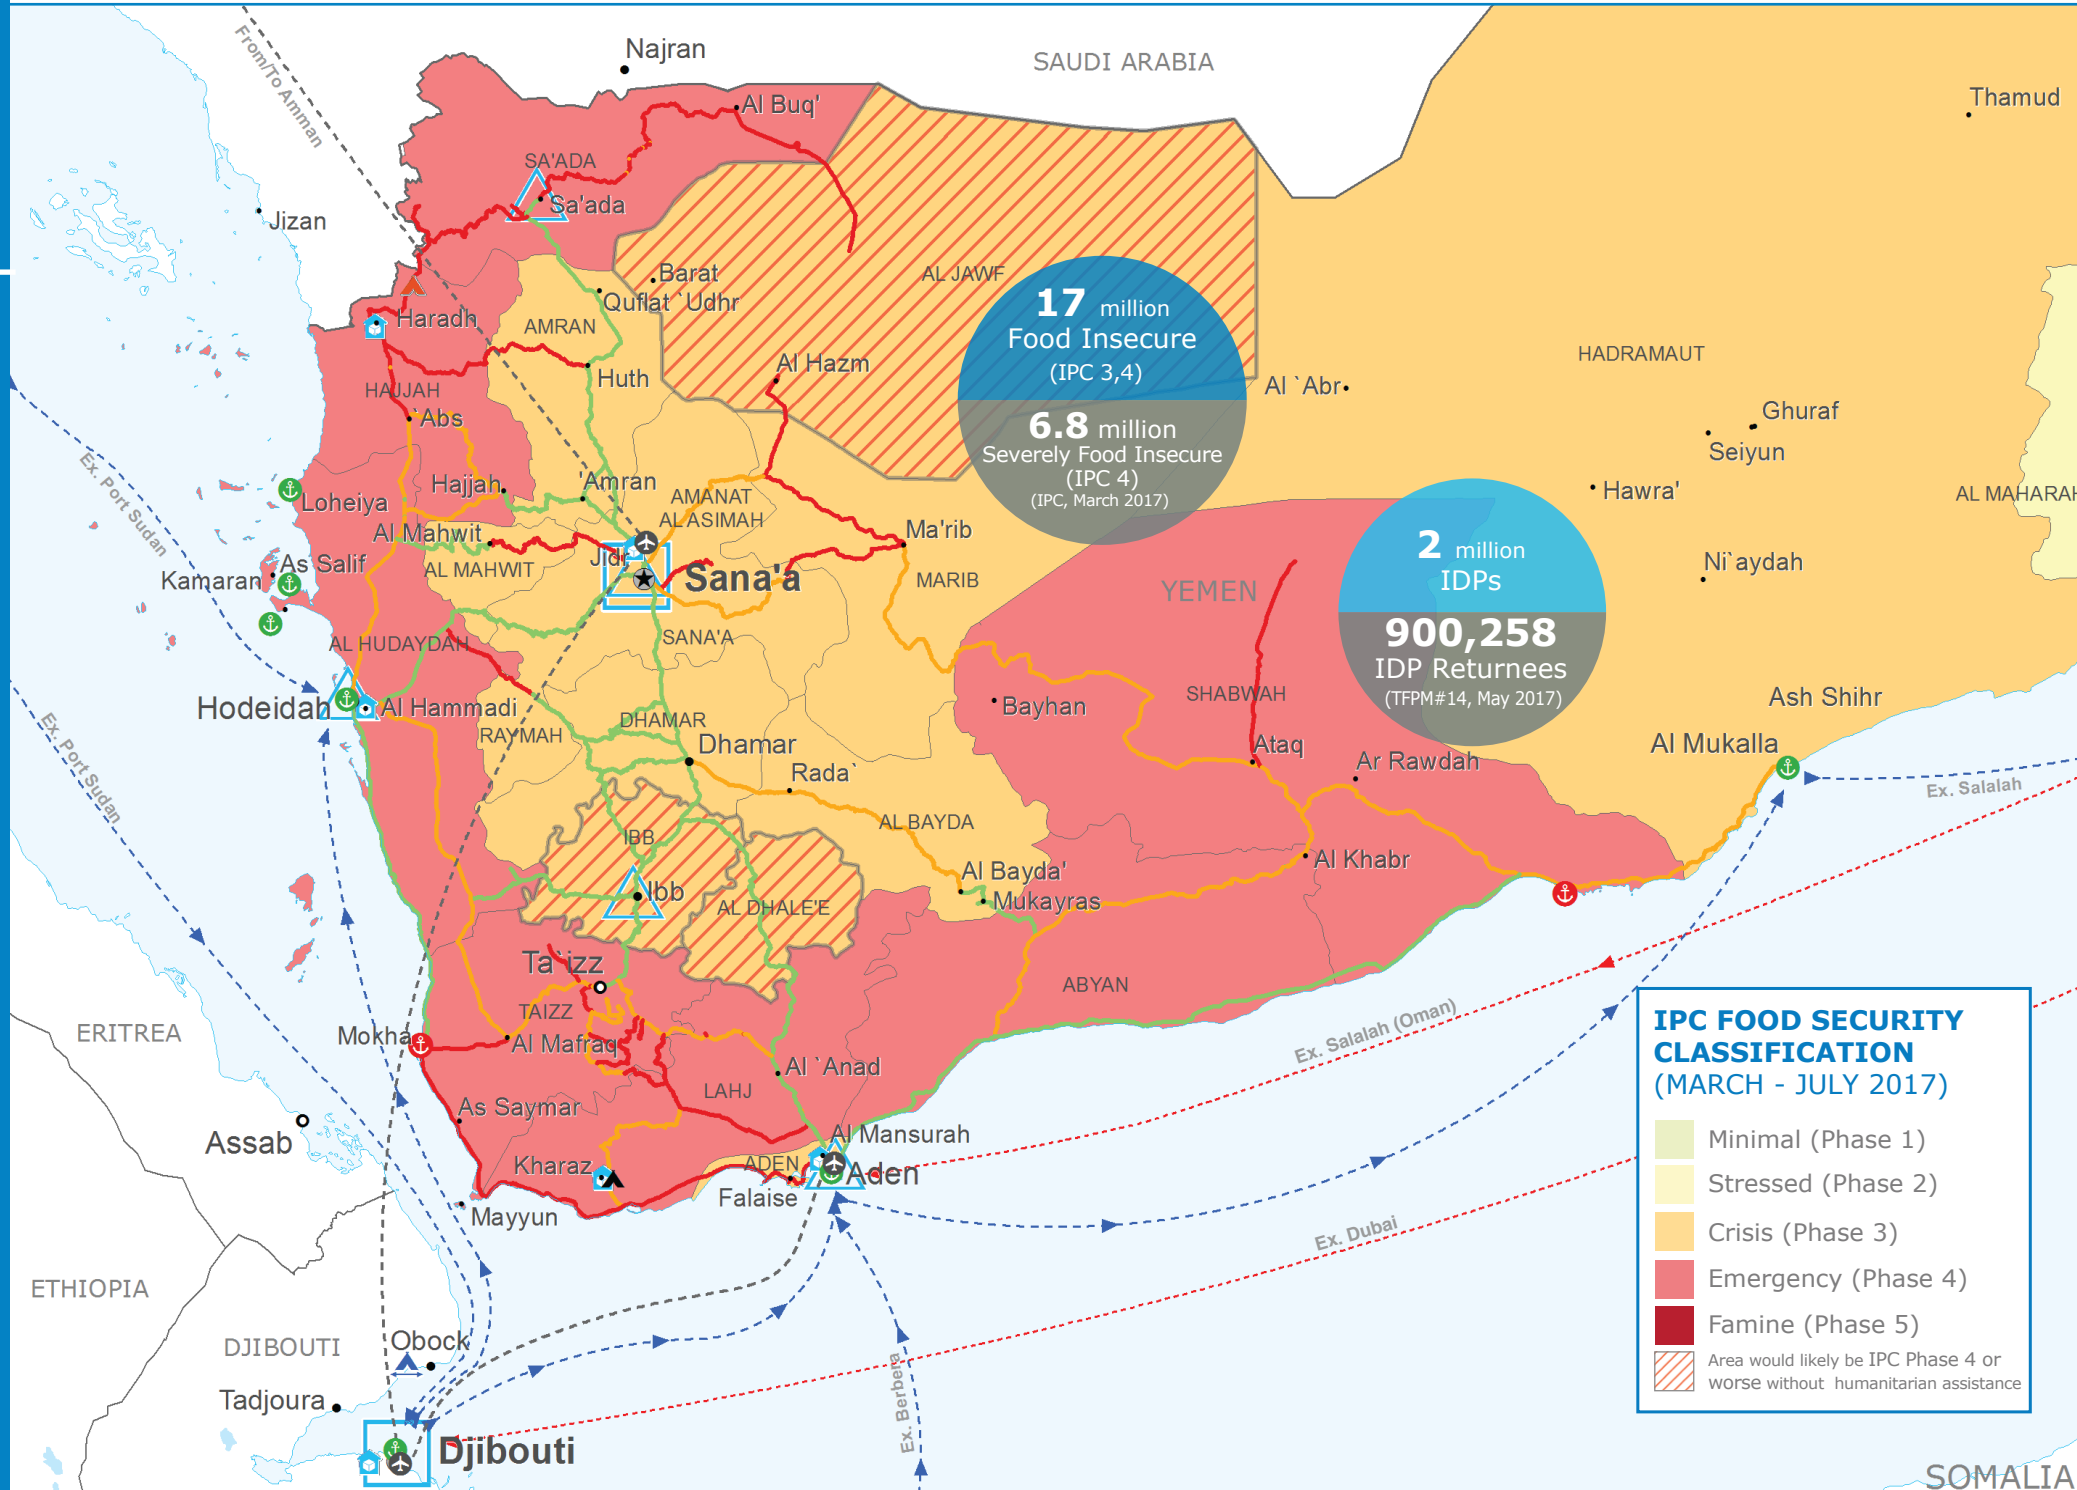 From/To Amman
Najran
SAUDI ARABIA
Thamud
Al Buq'
SA'ADA
Sa'ada
Jizan
Barat
Quflat `Udhr
AL JAWF
17 million
Food Insecure
(IPC 3,4)
6.8 million
Severely Food Insecure
(IPC 4)
(IPC, March 2017)
Haradh
AMRAN
Huth
Al Hazm
HADRAMAUT
Al `Abr
HAJJAH
`Abs
Ghuraf
Seiyun
Hajjah
'Amran
AMANAT
AL ASIMAH
Hawra'
AL MAHARAH
Loheiya
Ex. Port Sudan
Al Mahwit
Ma'rib
Jidr
As Salif
Kamaran
AL MAHWIT
Sana'a
MARIB
YEMEN
2 million
IDPs
900,258
IDP Returnees
(TFPM#14, May 2017)
Ni`aydah
AL HUDAYDAH
SANA'A
SHABWAH
Bayhan
Ash Shihr
Hodeidah
Al Hammadi
RAYMAH
DHAMAR
Dhamar
Ataq
Ar Rawdah
Al Mukalla
Ex. Port Sudan
Rada`
Ex. Salalah
IBB
AL BAYDA
Al Khabr
Al Bayda'
Mukayras
Ibb
AL DHALE'E
Ta`izz
ABYAN
TAIZZ
ERITREA
Mokha
Al Mafraq
Al `Anad
Ex. Salalah (Oman)
LAHJ
As Saymar
Assab
Al Mansurah
Kharaz
ADEN
Aden
Falaise
Mayyun
Ex. Dubai
ETHIOPIA
DJIBOUTI
Obock
Tadjoura
Ex. Berbera
Djibouti
SOMALIA
IPC FOOD SECURITY
CLASSIFICATION
(MARCH - JULY 2017)
Minimal (Phase 1)
Stressed (Phase 2)
Crisis (Phase 3)
Emergency (Phase 4)
Famine (Phase 5)
Area would likely be IPC Phase 4 or
worse without humanitarian assistance